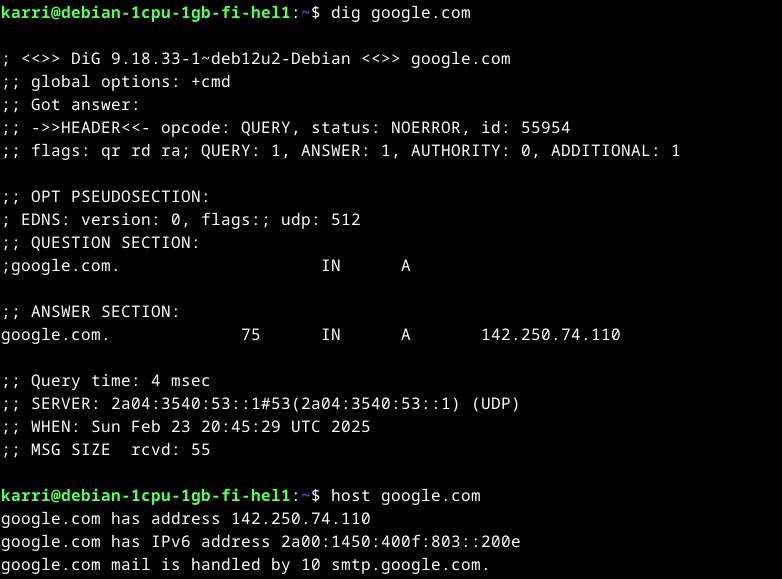 karri@debian-1cpu-1gb-fi-hel1:~$ dig google.com

; <<>> DiG 9.18.33-1~deb12u2-Debian <<>> google.com
;; global options: +cmd
;; Got answer:
;; ->>HEADER<<- opcode: QUERY, status: NOERROR, id: 55954
;; flags: qr rd ra; QUERY: 1, ANSWER: 1, AUTHORITY: 0, ADDITIONAL: 1

;; OPT PSEUDOSECTION:
; EDNS: version: 0, flags:; udp: 512
;; QUESTION SECTION:
;google.com.                    IN      A

;; ANSWER SECTION:
google.com.             75      IN      A       142.250.74.110

;; Query time: 4 msec
;; SERVER: 2a04:3540:53::1#53(2a04:3540:53::1) (UDP)
;; WHEN: Sun Feb 23 20:45:29 UTC 2025
;; MSG SIZE  rcvd: 55

karri@debian-1cpu-1gb-fi-hel1:~$ host google.com
google.com has address 142.250.74.110
google.com has IPv6 address 2a00:1450:400f:803::200e
google.com mail is handled by 10 smtp.google.com.